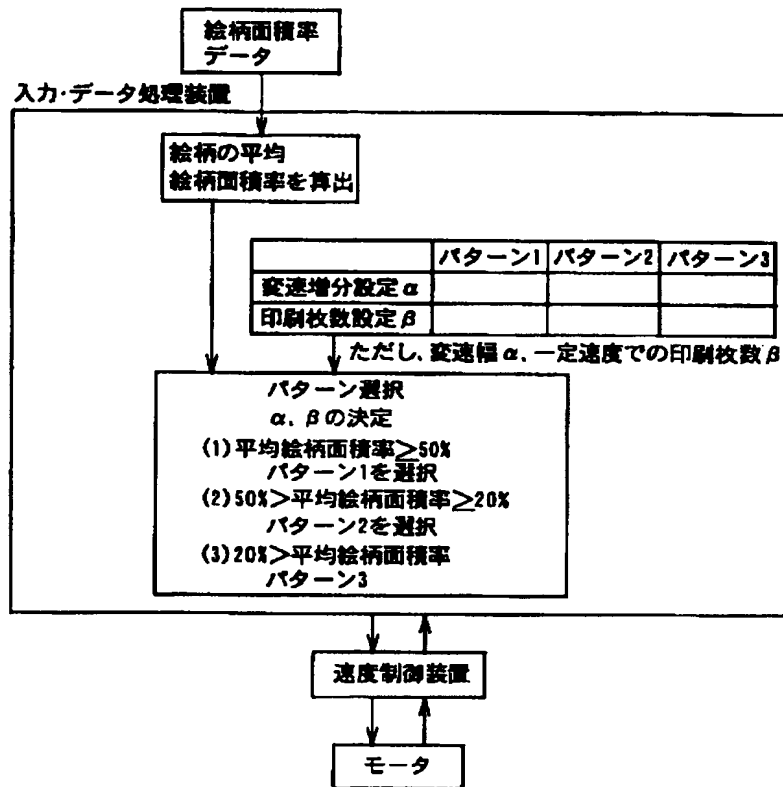 絵柄面積率
データ
入力・データ処理装置
絵柄の平均
絵柄面積率を算出
パターン1 パターン2 パターン3
変速増分設定α
印刷枚数設定β
ただし、変速幅α、一定速度での印刷枚数β
パターン選択
α、βの決定
(1)平均絵柄面積率≧50%
パターン1を選択
(2)50%>平均絵柄面積率≧20%
パターン2を選択
(3)20%>平均絵柄面積率
パターン3
速度制御装置
モータ